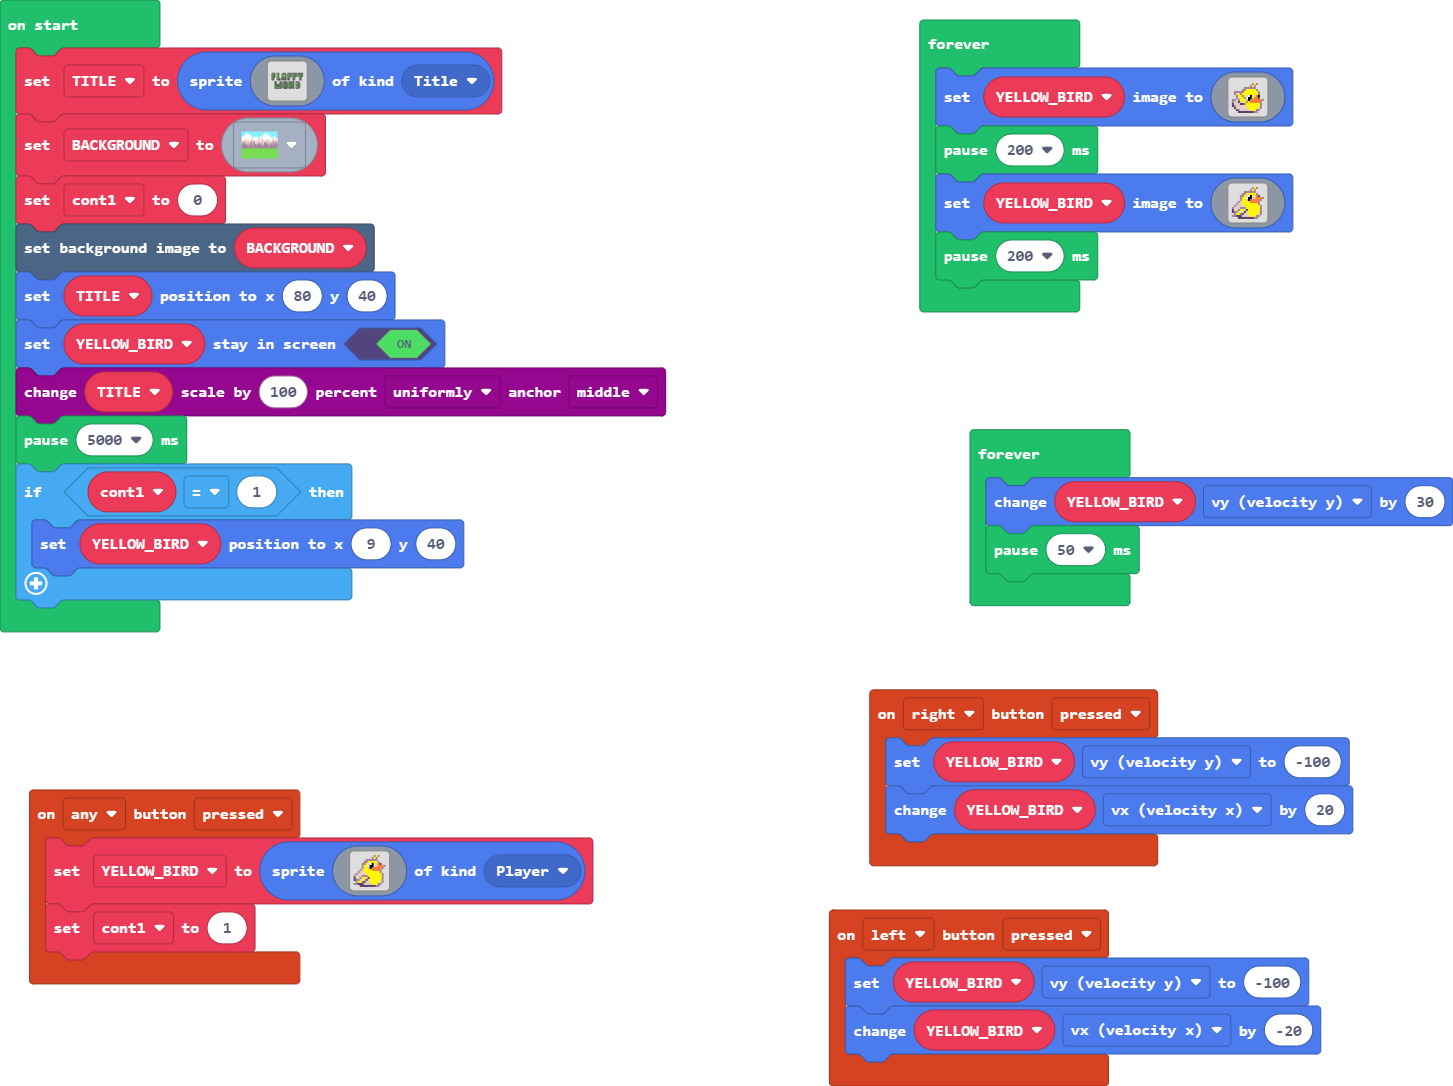 on start
set TITLE to sprite FLAPPY WORLD of kind Title
set BACKGROUND to
set cont1 to 0
set background image to BACKGROUND
set TITLE position to x 80 y 40
set YELLOW_BIRD stay in screen ON
change TITLE scale by 100 percent uniformly anchor middle
pause 5000 ms
if cont1 = 1 then
set YELLOW_BIRD position to x 9 y 40
on any button pressed
set YELLOW_BIRD to sprite of kind Player
set cont1 to 1
forever
set YELLOW_BIRD image to
pause 200 ms
set YELLOW_BIRD image to
pause 200 ms
forever
change YELLOW_BIRD vy (velocity y) by 30
pause 50 ms
on right button pressed
set YELLOW_BIRD vy (velocity y) to -100
change YELLOW_BIRD vx (velocity x) by 20
on left button pressed
set YELLOW_BIRD vy (velocity y) to -100
change YELLOW_BIRD vx (velocity x) by -20